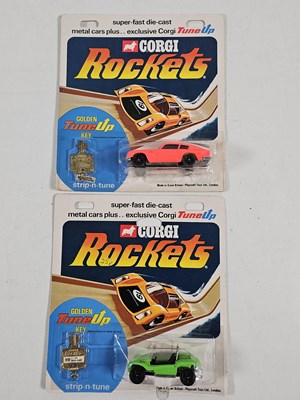 super-fast die-cast
metal cars plus.. exclusive Corgi TuneUp
CORGI
Rockets
GOLDEN
TuneUp
KEY
strip-n-tune
super-fast die-cast
metal cars plus.. exclusive Corgi TuneUp
CORGI
Rockets
GOLDEN
TuneUp
KEY
strip-n-tune